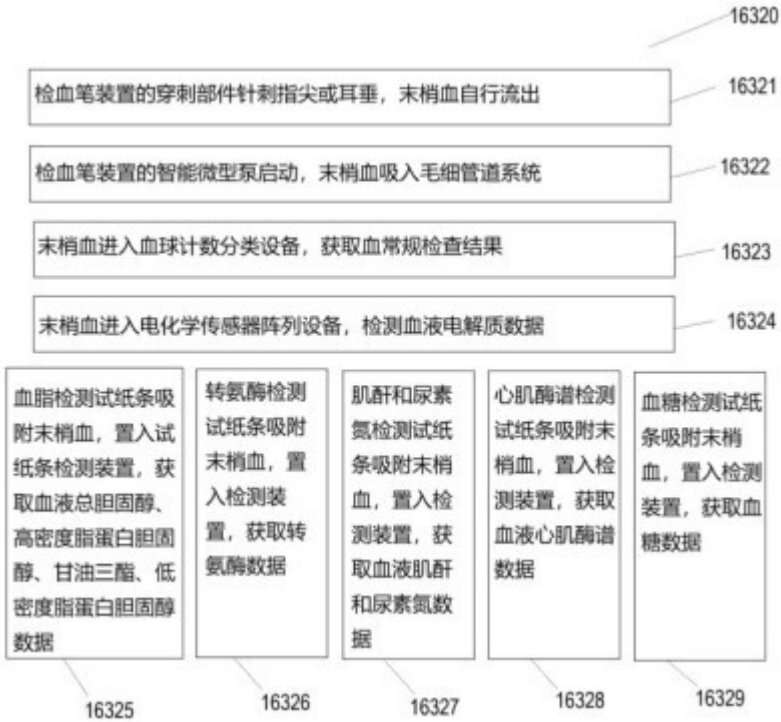 16320
检血笔装置的穿刺部件针刺指尖或耳垂，末梢血自行流出
16321
检血笔装置的智能微型泵启动，末梢血吸入毛细管道系统
16322
末梢血进入血球计数分类设备，获取血常规检查结果
16323
末梢血进入电化学传感器阵列设备，检测血液电解质数据
16324
血脂检测试纸条吸
附末梢血，置入试
纸条检测装置，获
取血液总胆固醇、
高密度脂蛋白胆固
醇、甘油三酯、低
密度脂蛋白胆固醇
数据
转氨酶检测
试纸条吸附
末梢血，置
入检测装
置，获取转
氨酶数据
肌酐和尿素
氮检测试纸
条吸附末梢
血，置入检
测装置，获
取血液肌酐
和尿素氮数
据
心肌酶谱检测
试纸条吸附末
梢血，置入检
测装置，获取
血液心肌酶谱
数据
血糖检测试纸
条吸附末梢
血，置入检测
装置，获取血
糖数据
16325
16326
16327
16328
16329